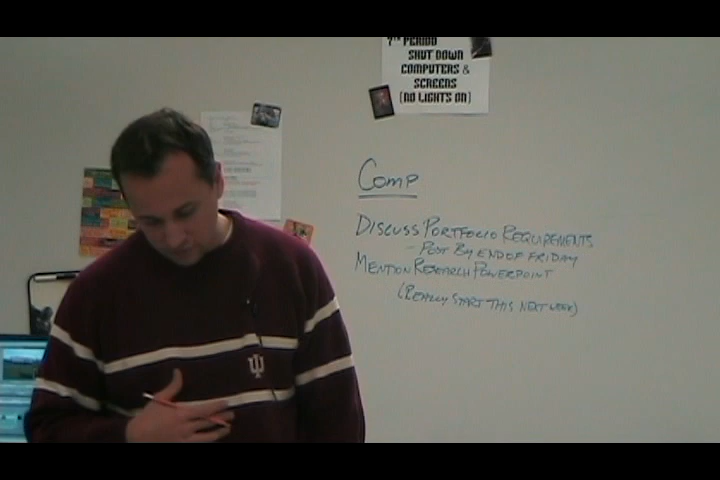 7TH PERIOD
SHUT DOWN
COMPUTERS &
SCREENS
(NO LIGHTS ON)
COMP
DISCUSS PORTFOLIO REQUIREMENTS
- POST BY END OF FRIDAY
MENTION RESEARCH POWERPOINT
(REALLY START THIS NEXT WEEK)